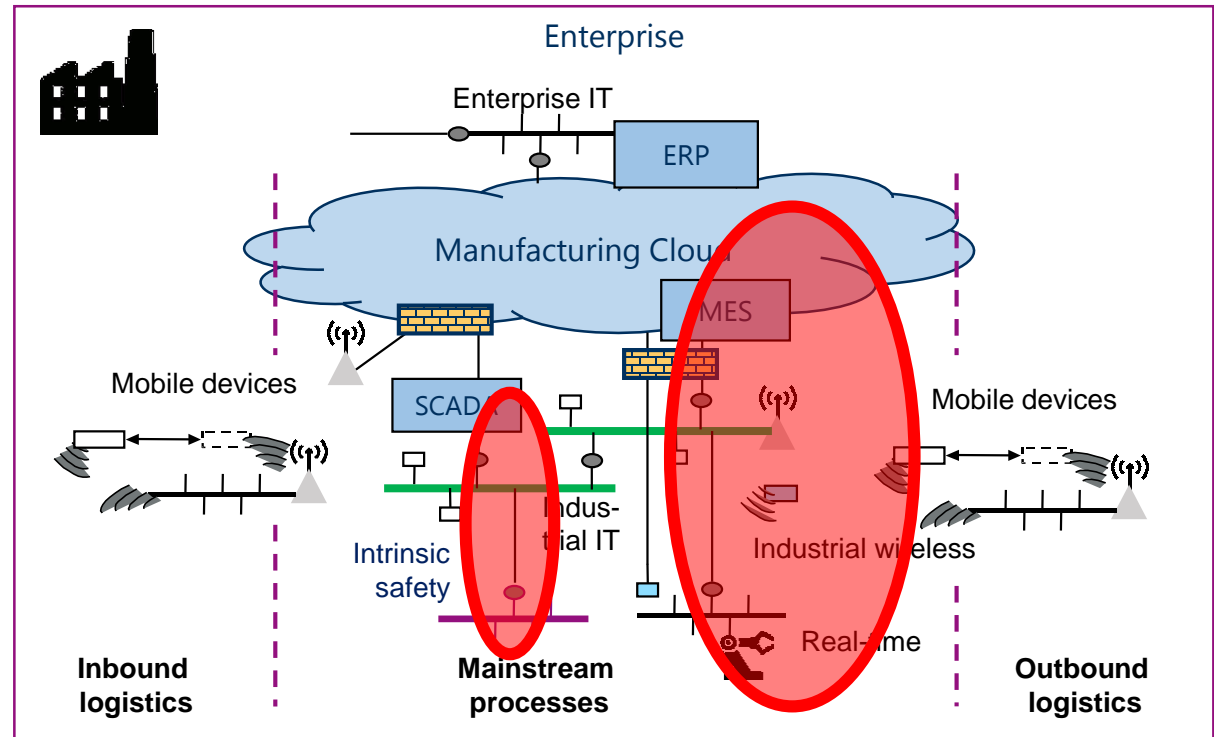 Enterprise
Enterprise IT
ERP
Manufacturing Cloud
MES
Mobile devices
SCADA
Mobile devices
Indus-
trial IT
Intrinsic
safety
Industrial wireless
Real-time
Inbound
logistics
Mainstream
processes
Outbound
logistics